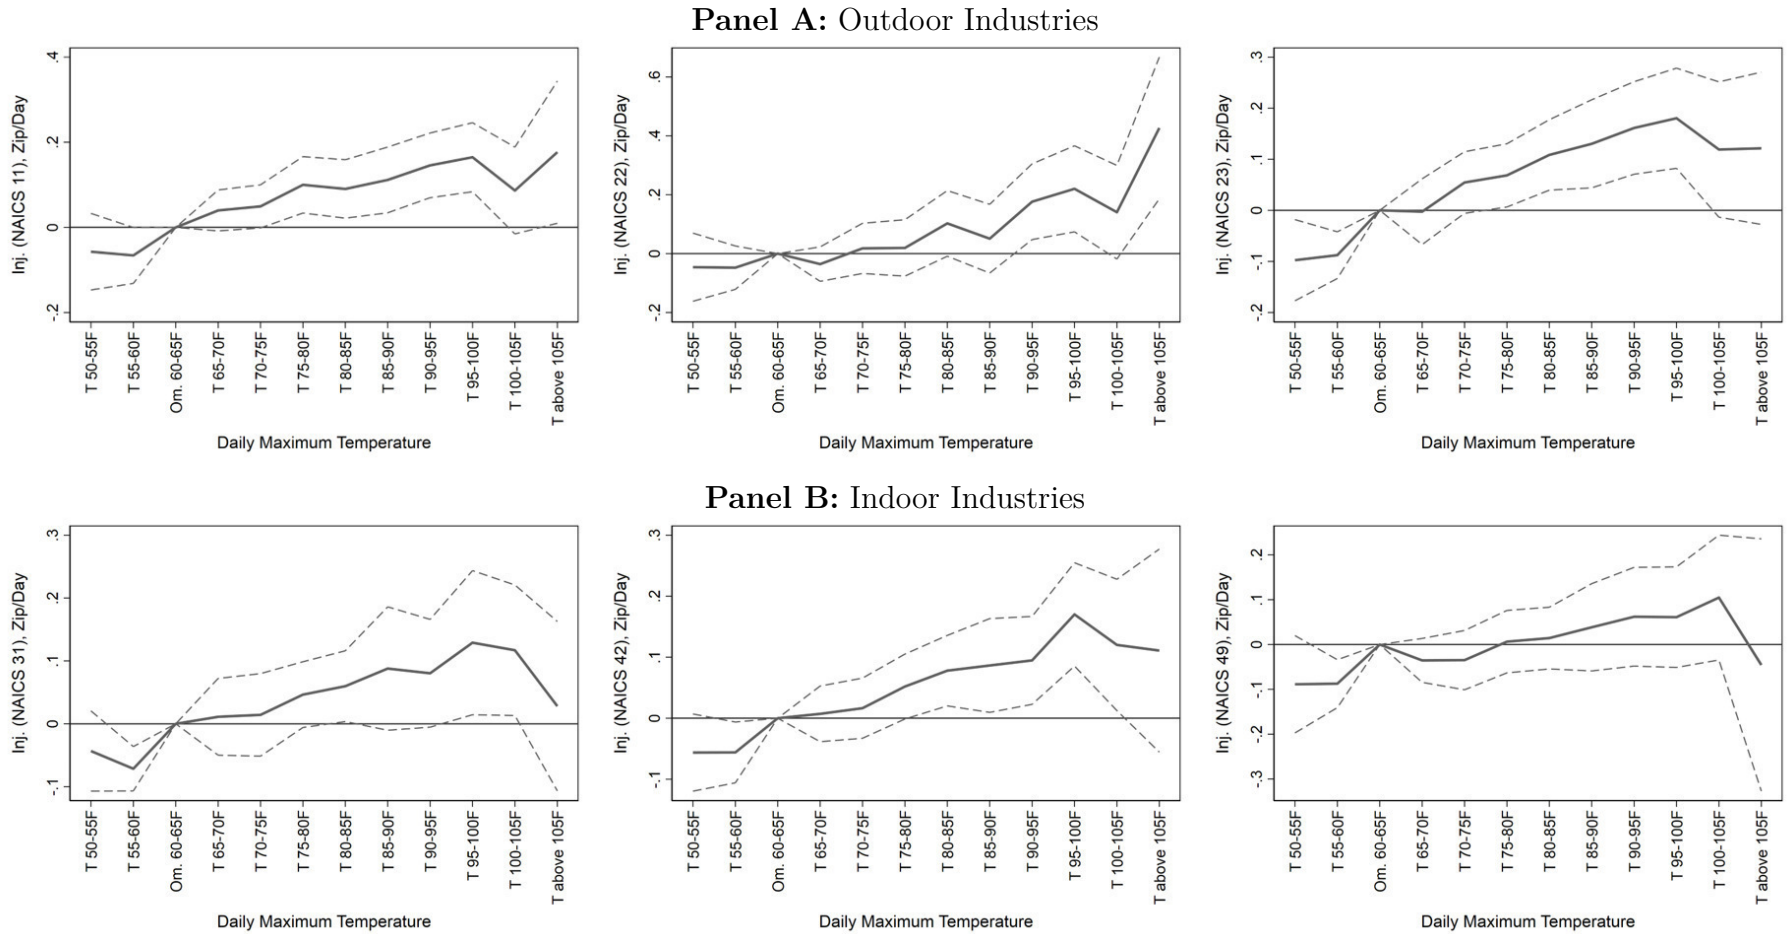 Panel A: Outdoor Industries
Inj. (NAICS 11), Zip/Day
.4
.2
0
-.2
T 50-55F
T 55-60F
Om. 60-65F
T 65-70F
T 70-75F
T 75-80F
T 80-85F
T 85-90F
T 90-95F
T 95-100F
T 100-105F
T above 105F
Daily Maximum Temperature
Inj. (NAICS 22), Zip/Day
.6
.4
.2
0
-.2
T 50-55F
T 55-60F
Om. 60-65F
T 65-70F
T 70-75F
T 75-80F
T 80-85F
T 85-90F
T 90-95F
T 95-100F
T 100-105F
T above 105F
Daily Maximum Temperature
Inj. (NAICS 23), Zip/Day
.3
.2
.1
0
-.1
-.2
T 50-55F
T 55-60F
Om. 60-65F
T 65-70F
T 70-75F
T 75-80F
T 80-85F
T 85-90F
T 90-95F
T 95-100F
T 100-105F
T above 105F
Daily Maximum Temperature
Panel B: Indoor Industries
Inj. (NAICS 31), Zip/Day
.3
.2
.1
0
-.1
T 50-55F
T 55-60F
Om. 60-65F
T 65-70F
T 70-75F
T 75-80F
T 80-85F
T 85-90F
T 90-95F
T 95-100F
T 100-105F
T above 105F
Daily Maximum Temperature
Inj. (NAICS 42), Zip/Day
.3
.2
.1
0
-.1
T 50-55F
T 55-60F
Om. 60-65F
T 65-70F
T 70-75F
T 75-80F
T 80-85F
T 85-90F
T 90-95F
T 95-100F
T 100-105F
T above 105F
Daily Maximum Temperature
Inj. (NAICS 49), Zip/Day
.2
.1
0
-.1
-.2
-.3
T 50-55F
T 55-60F
Om. 60-65F
T 65-70F
T 70-75F
T 75-80F
T 80-85F
T 85-90F
T 90-95F
T 95-100F
T 100-105F
T above 105F
Daily Maximum Temperature